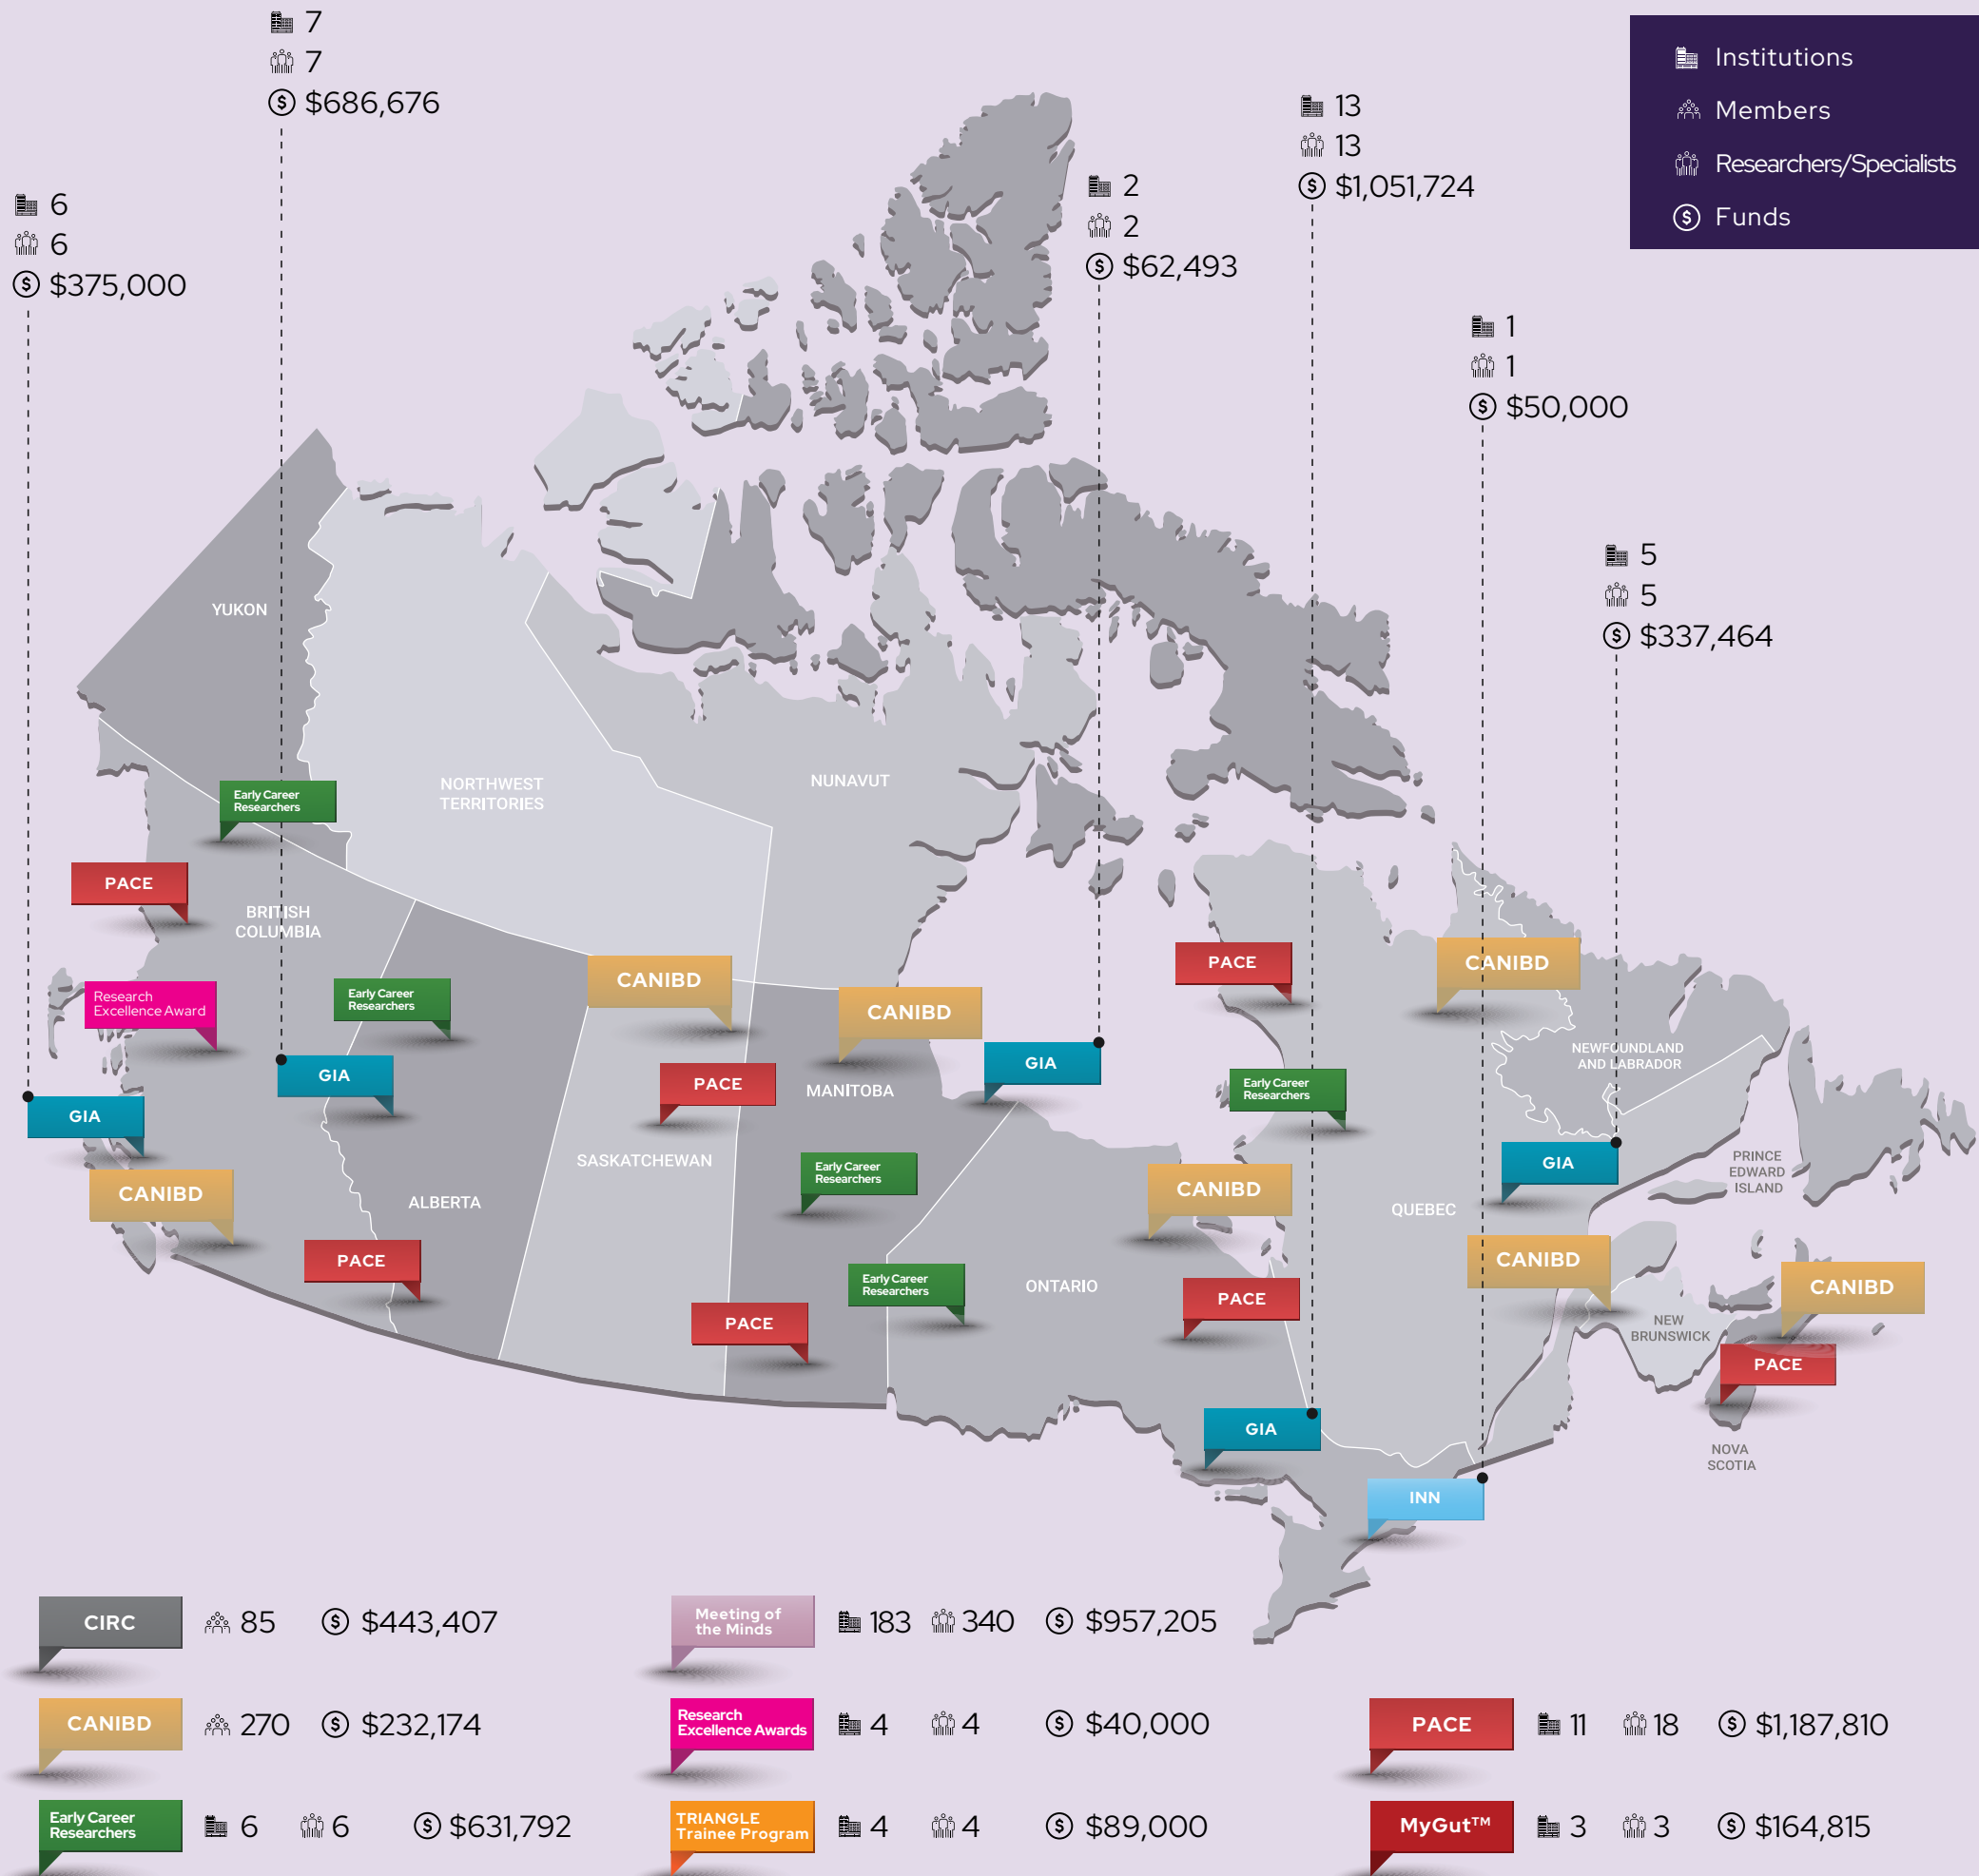 7
7
$686,676
Institutions
Members
Researchers/Specialists
Funds
13
13
$1,051,724
2
2
$62,493
6
6
$375,000
1
1
$50,000
5
5
$337,464
YUKON
NORTHWEST
TERRITORIES
NUNAVUT
Early Career
Researchers
PACE
BRITISH
COLUMBIA
CANIBD
PACE
CANIBD
Research
Excellence Award
Early Career
Researchers
CANIBD
GIA
GIA
NEWFOUNDLAND
AND LABRADOR
PACE
MANITOBA
Early Career
Researchers
GIA
CANIBD
SASKATCHEWAN
ALBERTA
Early Career
Researchers
CANIBD
QUEBEC
GIA
PRINCE
EDWARD
ISLAND
PACE
Early Career
Researchers
ONTARIO
PACE
CANIBD
CANIBD
PACE
NEW
BRUNSWICK
PACE
GIA
NOVA
SCOTIA
INN
CIRC 85 $443,407
Meeting of
the Minds
183 340 $957,205
CANIBD 270 $232,174
Research
Excellence Awards
4 4 $40,000
PACE 11 18 $1,187,810
Early Career
Researchers
6 6 $631,792
TRIANGLE
Trainee Program
4 4 $89,000
MyGut™ 3 3 $164,815